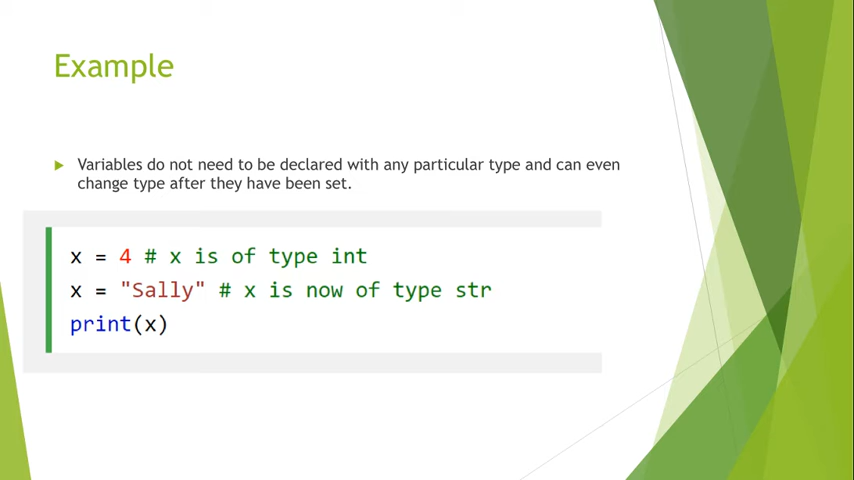 Example
Variables do not need to be declared with any particular type and can even
change type after they have been set.
x = 4 # x is of type int
x = "Sally" # x is now of type str
print(x)